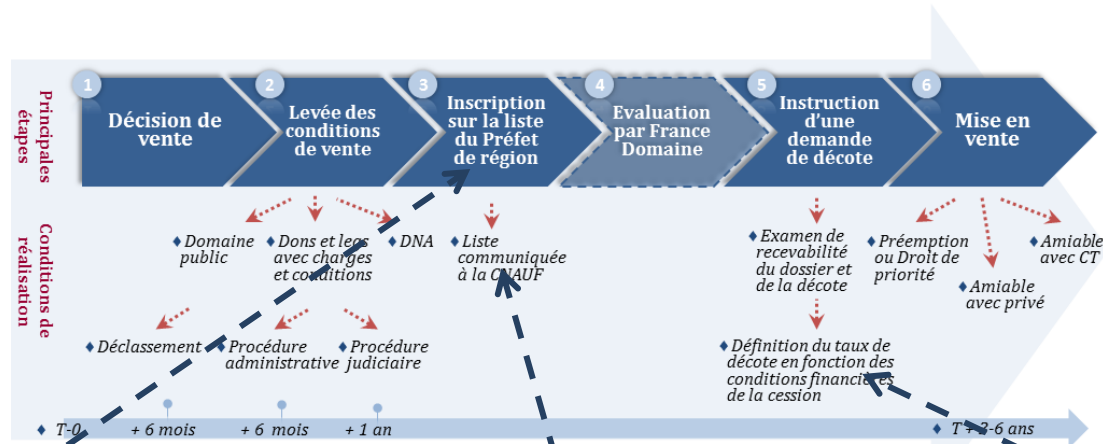 Principales
étapes
1
Décision de
vente
2
Levée des
conditions
de vente
3
Inscription
sur la liste
du Préfet
de région
4
Evaluation
par France
Domaine
5
Instruction
d'une
demande
de décote
6
Mise en
vente
Conditions de
réalisation
Domaine
public
Dons et legs
avec charges
et conditions
DNA
Liste
communiquée
à la CNAUF
Examen de
recevabilité
du dossier et
de la décote
Préemption
ou Droit de
priorité
Amiable
avec privé
Amiable
avec CT
Déclassement
Procédure
administrative
Procédure
judiciaire
Définition du taux de
décote en fonction des
conditions financières
de la cession
T-0
+ 6 mois
+ 6 mois
+ 1 an
T + 2-6 ans